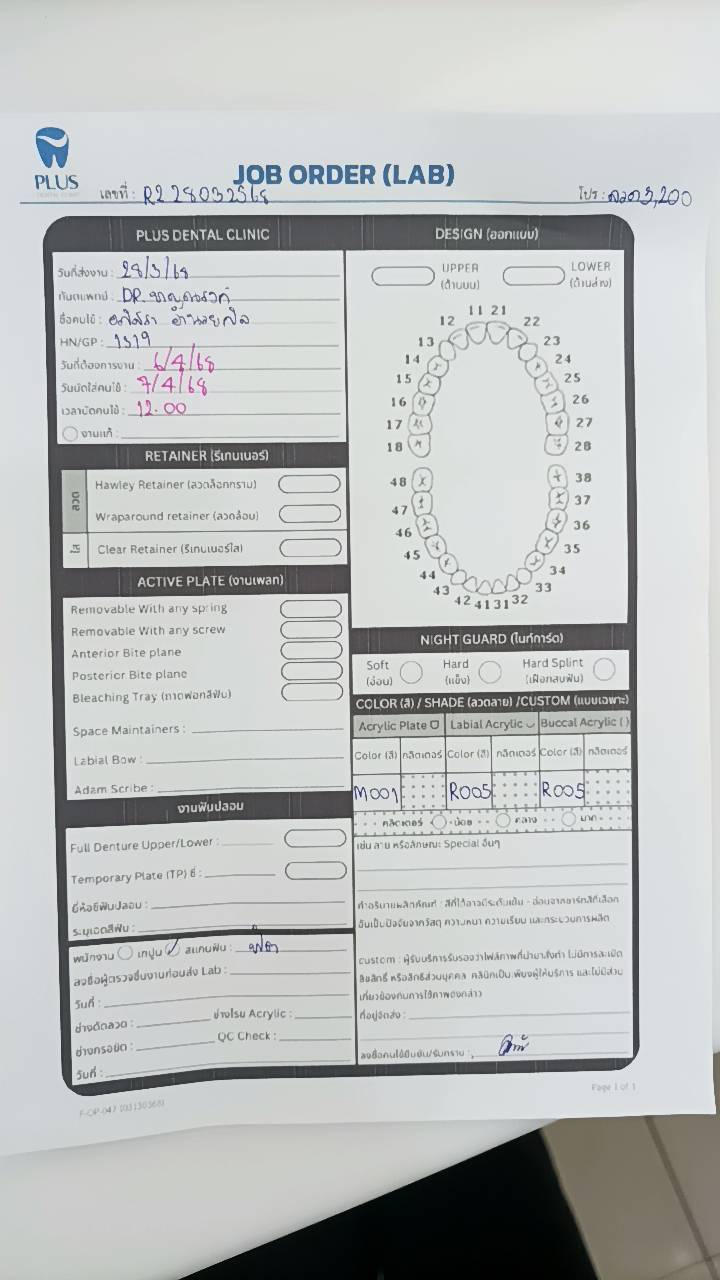 PLUS
DENTAL CLINIC
JOB ORDER (LAB)
เลขที่ : R228032568
โปร : ลวด3,200
PLUS DENTAL CLINIC
วันที่ส่งงาน : 28/3/68
ทันตแพทย์ : DR.
ชื่อคนไข้ :
HN/GP : 1319
วันที่ต้องการงาน : 6/4/68
วันนัดใส่คนไข้ : 7/4/68
เวลานัดคนไข้ : 12.00
งานแก้ :
RETAINER (รีเทนเนอร์)
ลวด
Hawley Retainer (ลวดล็อกกราม)
Wraparound retainer (ลวดล้อม)
ใส
Clear Retainer (รีเทนเนอร์ใส)
ACTIVE PLATE (งานเพลท)
Removable With any spring
Removable With any screw
Anterior Bite plane
Posterior Bite plane
Bleaching Tray (ถาดฟอกสีฟัน)
Space Maintainers :
Labial Bow :
Adam Scribe :
งานฟันปลอม
Full Denture Upper/Lower :
Temporary Plate (TP) ซี่ :
ยี่ห้อซี่ฟันปลอม :
ระบุเฉดสีฟัน :
พนักงาน เทปูน สแกนฟัน :
ลงชื่อผู้ตรวจชิ้นงานก่อนส่ง Lab :
วันที่ :
ช่างดัดลวด : ช่างโรย Acrylic :
ช่างกรอขัด : QC Check :
วันที่ :
DESIGN (ออกแบบ)
UPPER (ด้านบน)
LOWER (ด้านล่าง)
11 21
12 22
13 23
14 24
15 25
16 26
17 27
18 28
48 38
47 37
46 36
45 35
44 34
43 33
42 41 31 32
NIGHT GUARD (ไนท์การ์ด)
Soft (อ่อน)
Hard (แข็ง)
Hard Splint (เฝือกสบฟัน)
COLOR (สี) / SHADE (ลวดลาย) /CUSTOM (แบบเฉพาะ)
Acrylic Plate Labial Acrylic Buccal Acrylic ( )
Color (สี) กลิตเตอร์ Color (สี) กลิตเตอร์ Color (สี) กลิตเตอร์
M001 R005 R005
กลิตเตอร์ น้อย กลาง มาก
เช่น ลาย หรือลักษณะ Special อื่นๆ
คำอธิบายผลิตภัณฑ์ : สีที่ได้อาจมีระดับเข้ม - อ่อนจากชาร์ทสีที่เลือก
อันเป็นปัจจัยจากวัสดุ ความหนา ความเรียบ และกระบวนการผลิต
custom : ผู้รับบริการรับรองว่าไฟล์ภาพที่นำมาสั่งทำ ไม่มีการละเมิด
ลิขสิทธิ์ หรือสิทธิส่วนบุคคล คลินิกเป็นเพียงผู้ให้บริการ และไม่มีส่วน
เกี่ยวข้องกับการใช้ภาพดังกล่าว
ที่อยู่จัดส่ง :
ลงชื่อคนไข้ยืนยัน/รับทราบ :
F-OP-047 (03130368)
Page 1 of 1